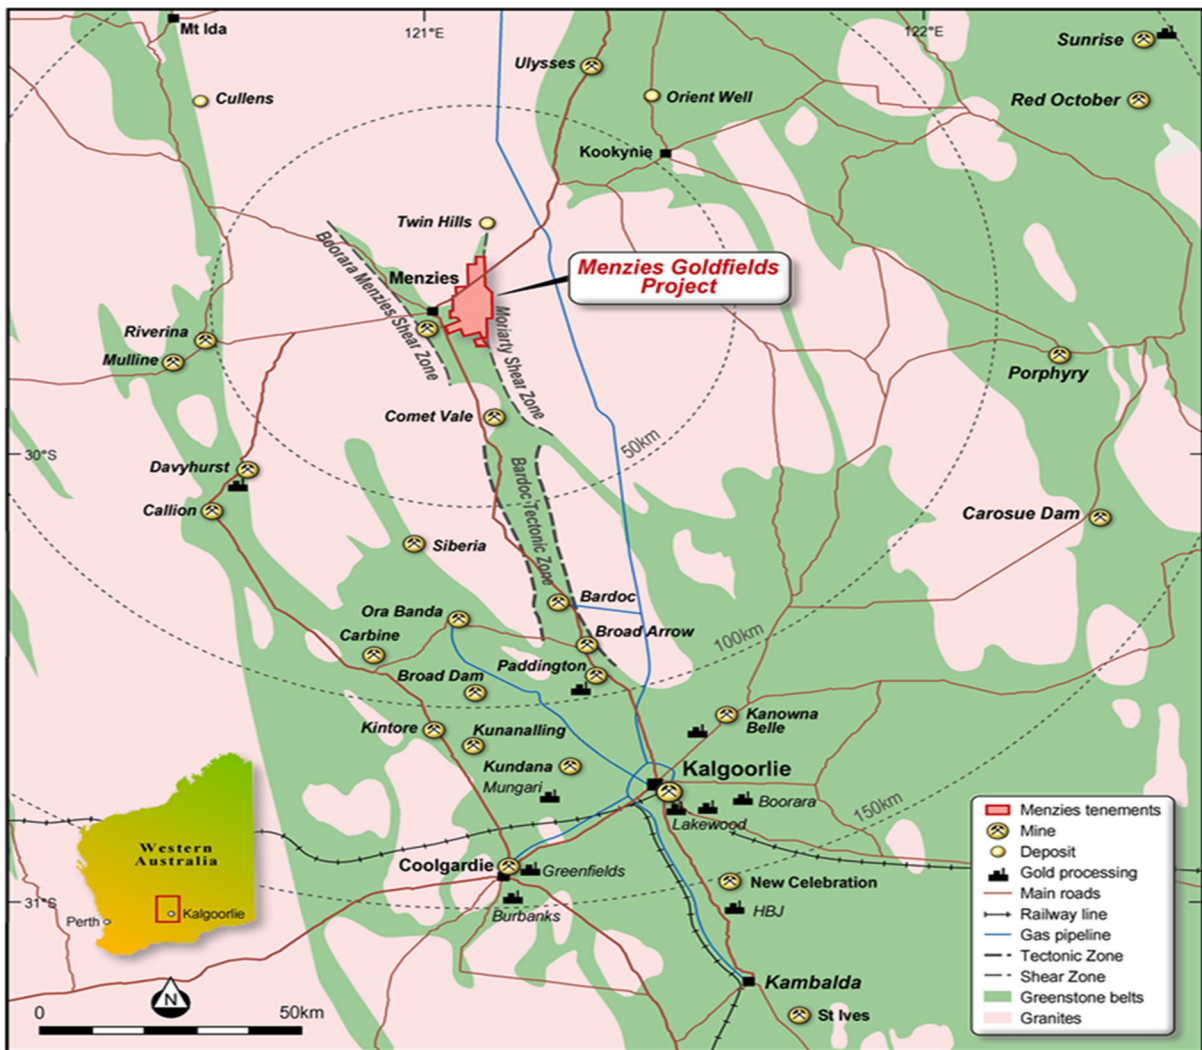 Mt Ida
121°E
122°E
Sunrise
Ulysses
Cullens
Orient Well
Red October
Kookynie
Twin Hills
Boorara Menzies Shear Zone
Menzies
Menzies Goldfields
Project
Moriarty Shear Zone
Riverina
Mulline
Porphyry
Comet Vale
50km
30°S
Davyhurst
Bardoc Tectonic Zone
Callion
Carosue Dam
Siberia
Bardoc
Ora Banda
Carbine
Broad Arrow
100km
Paddington
Broad Dam
Kanowna
Belle
Kintore
Kunanalling
Kundana
Kalgoorlie
Mungari
Boorara
150km
Lakewood
Western
Australia
Coolgardie
Greenfields
New Celebration
31°S
Perth
Kalgoorlie
Burbanks
HBJ
Kambalda
N
0
50km
St Ives
Menzies tenements
Mine
Deposit
Gold processing
Main roads
Railway line
Gas pipeline
Tectonic Zone
Shear Zone
Greenstone belts
Granites